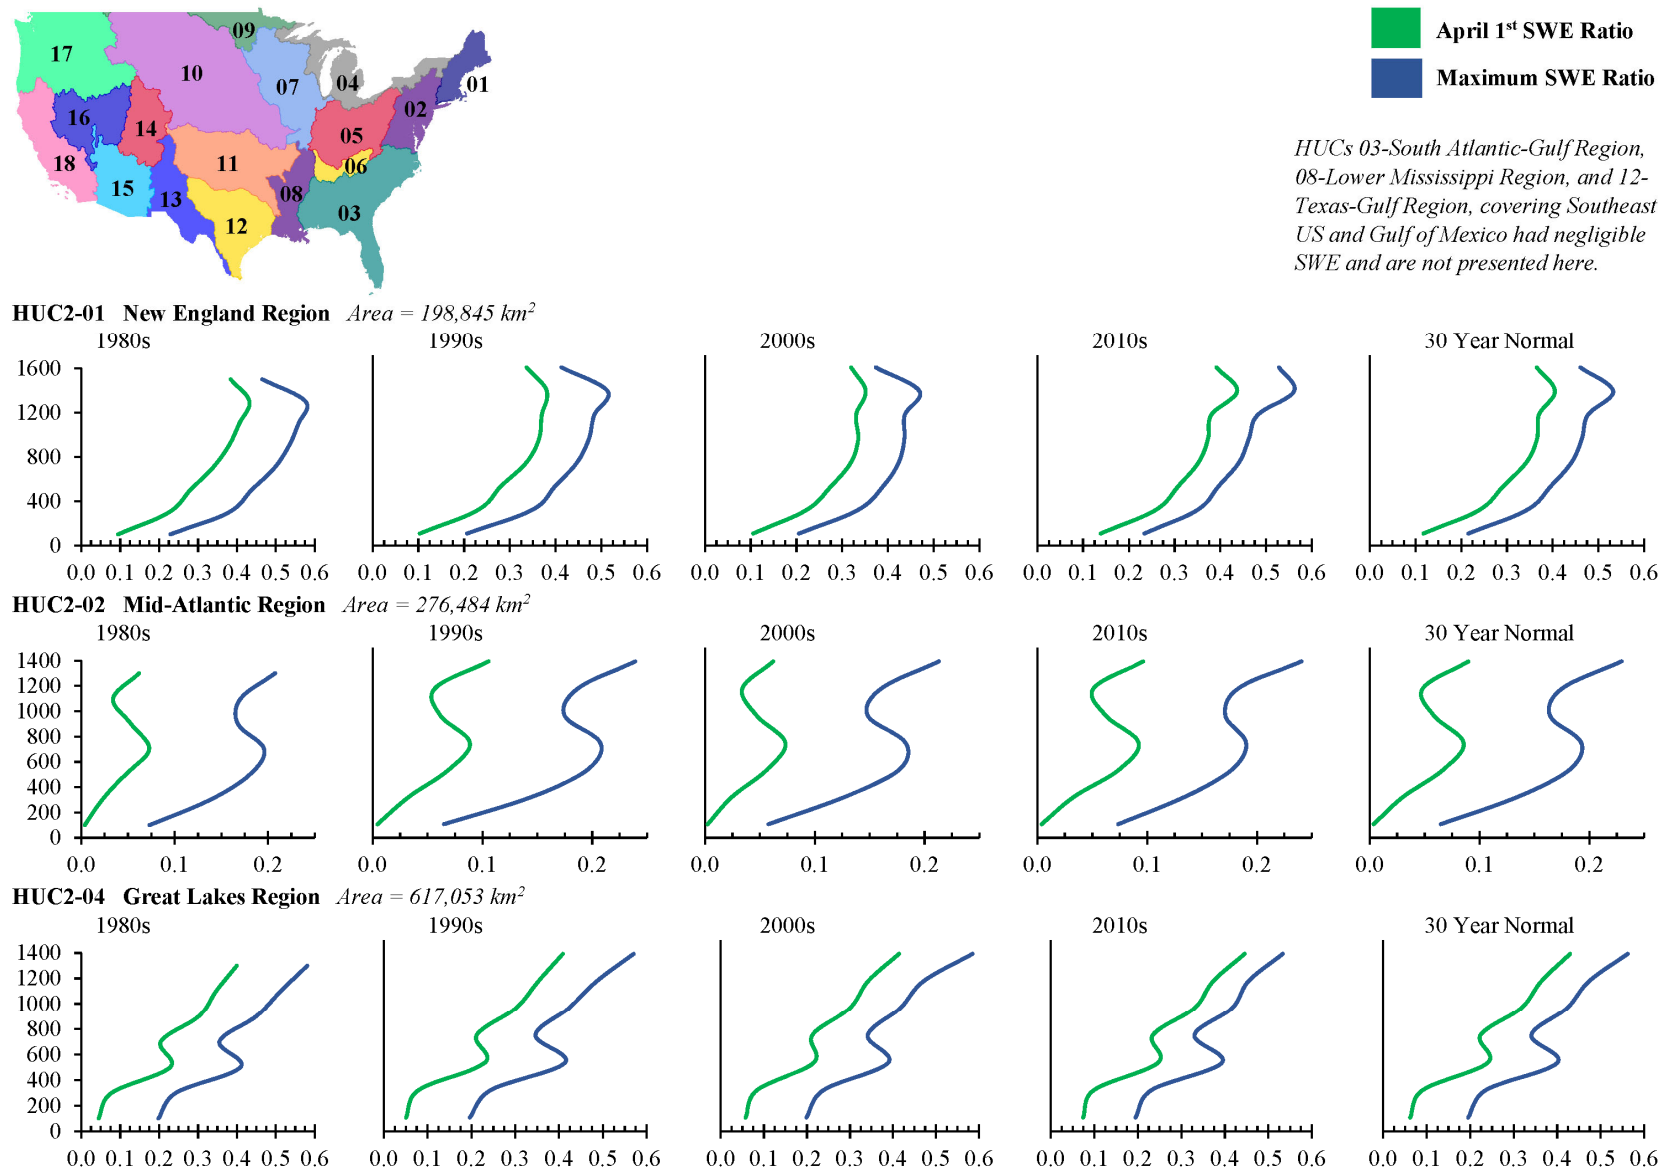 09
17
10
07
04
01
02
16
14
05
18
11
06
15
13
08
03
12
April 1st SWE Ratio
Maximum SWE Ratio
HUCs 03-South Atlantic-Gulf Region,
08-Lower Mississippi Region, and 12-
Texas-Gulf Region, covering Southeast
US and Gulf of Mexico had negligible
SWE and are not presented here.
HUC2-01 New England Region Area = 198,845 km2
1980s 1990s 2000s 2010s 30 Year Normal
1600
1200
800
400
0
0.0 0.1 0.2 0.3 0.4 0.5 0.6 0.0 0.1 0.2 0.3 0.4 0.5 0.6 0.0 0.1 0.2 0.3 0.4 0.5 0.6 0.0 0.1 0.2 0.3 0.4 0.5 0.6 0.0 0.1 0.2 0.3 0.4 0.5 0.6
HUC2-02 Mid-Atlantic Region Area = 276,484 km2
1980s 1990s 2000s 2010s 30 Year Normal
1400
1200
1000
800
600
400
200
0
0.0 0.1 0.2 0.0 0.1 0.2 0.0 0.1 0.2 0.0 0.1 0.2 0.0 0.1 0.2
HUC2-04 Great Lakes Region Area = 617,053 km2
1980s 1990s 2000s 2010s 30 Year Normal
1400
1200
1000
800
600
400
200
0
0.0 0.1 0.2 0.3 0.4 0.5 0.6 0.0 0.1 0.2 0.3 0.4 0.5 0.6 0.0 0.1 0.2 0.3 0.4 0.5 0.6 0.0 0.1 0.2 0.3 0.4 0.5 0.6 0.0 0.1 0.2 0.3 0.4 0.5 0.6